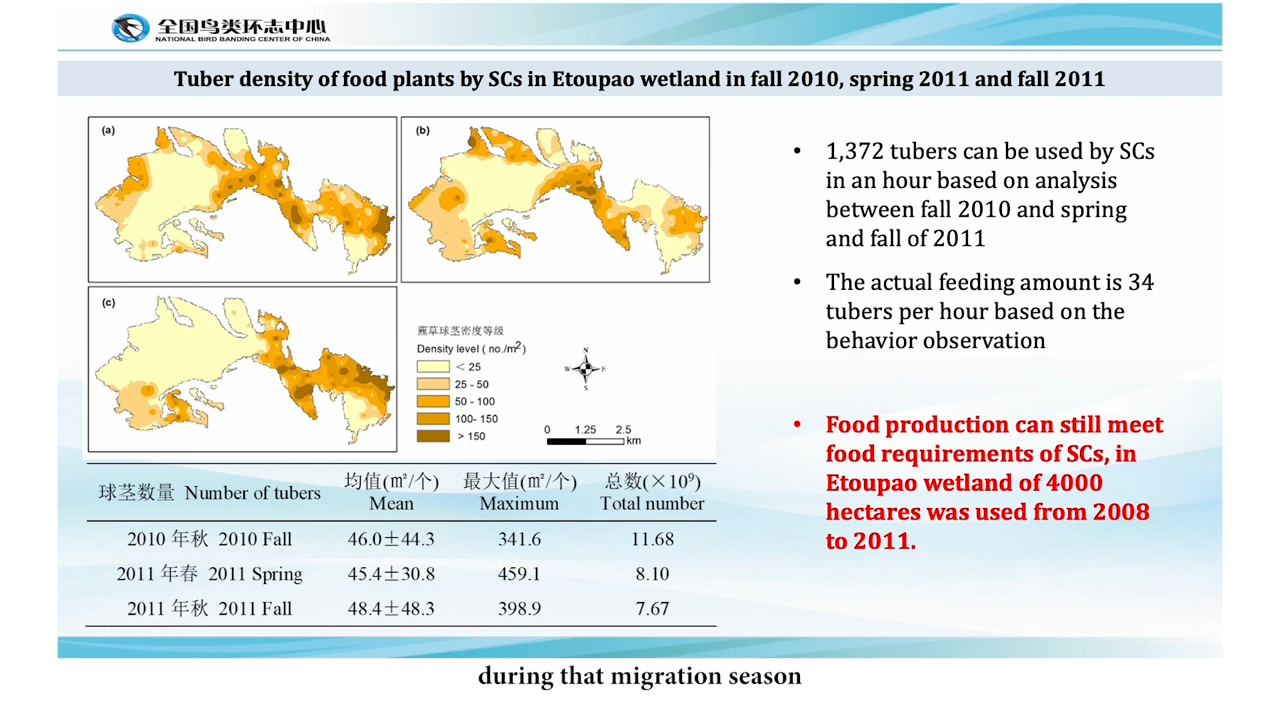 全国鸟类环志中心
NATIONAL BIRD BANDING CENTER OF CHINA
Tuber density of food plants by SCs in Etoupao wetland in fall 2010, spring 2011 and fall 2011
(a)
(b)
(c)
藨草球茎密度等级
Density level ( no./m²)
< 25
25 - 50
50 - 100
100- 150
> 150
N
W E
S
0 1.25 2.5
km
球茎数量 Number of tubers
均值(㎡/个)
Mean
最大值(㎡/个)
Maximum
总数(×10⁹)
Total number
2010 年秋 2010 Fall 46.0±44.3 341.6 11.68
2011 年春 2011 Spring 45.4±30.8 459.1 8.10
2011 年秋 2011 Fall 48.4±48.3 398.9 7.67
• 1,372 tubers can be used by SCs
in an hour based on analysis
between fall 2010 and spring
and fall of 2011
• The actual feeding amount is 34
tubers per hour based on the
behavior observation
• Food production can still meet
food requirements of SCs, in
Etoupao wetland of 4000
hectares was used from 2008
to 2011.
during that migration season